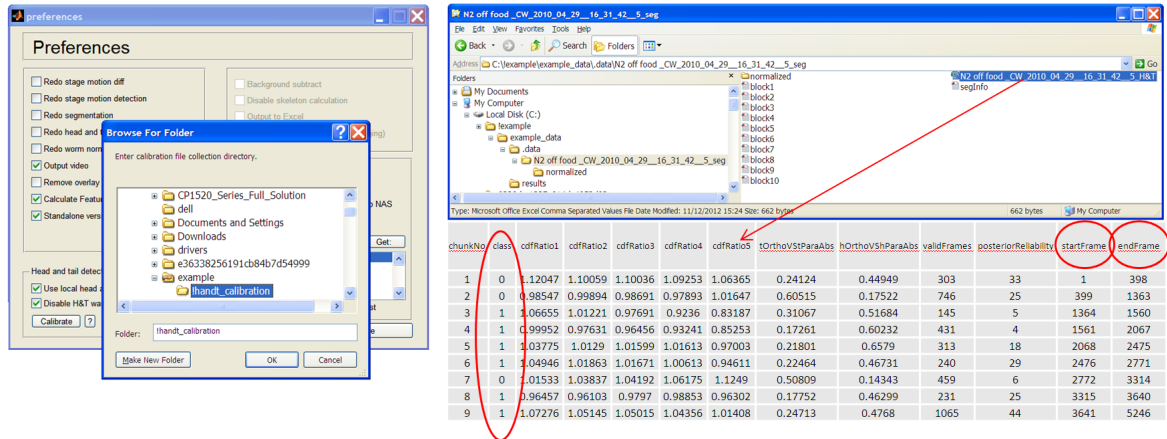 preferences
Preferences
Redo stage motion diff
Redo stage motion detection
Redo segmentation
Redo head and t
Redo worm norm
Output video
Remove overlay
Calculate Featur
Standalone vers
Background subtract
Disable skeleton calculation
Output to Excel
ng)
o NAS
Get:
Head and tail detec
Use local head a
Disable H&T wa
Calibrate ?
Browse For Folder
Enter calibration file collection directory.
CP1520_Series_Full_Solution
dell
Documents and Settings
Downloads
drivers
e36338256191cb84b7d54999
example
!handt_calibration
Folder: !handt_calibration
Make New Folder OK Cancel
N2 off food _CW_2010_04_29__16_31_42__5_seg
File Edit View Favorites Tools Help
Back Search Folders
Address C:\!example\example_data\.data\N2 off food _CW_2010_04_29__16_31_42__5_seg Go
Folders
My Documents
My Computer
Local Disk (C:)
!example
example_data
.data
N2 off food _CW_2010_04_29__16_31_42__5_seg
normalized
results
normalized
block1
block2
block3
block4
block5
block6
block7
block8
block9
block10
N2 off food _CW_2010_04_29__16_31_42__5_H&T
segInfo
Type: Microsoft Office Excel Comma Separated Values File Date Modified: 11/12/2012 15:24 Size: 662 bytes 662 bytes My Computer
chunkNo class cdfRatio1 cdfRatio2 cdfRatio3 cdfRatio4 cdfRatio5 tOrthoVStParaAbs hOrthoVShParaAbs validFrames posteriorReliability startFrame endFrame
1 0 1.12047 1.10059 1.10036 1.09253 1.06365 0.24124 0.44949 303 33 1 398
2 0 0.98547 0.99894 0.98691 0.97893 1.01647 0.60515 0.17522 746 25 399 1363
3 1 1.06655 1.01221 0.97691 0.9236 0.83187 0.31067 0.51684 145 5 1364 1560
4 1 0.99952 0.97631 0.96456 0.93241 0.85253 0.17261 0.60232 431 4 1561 2067
5 1 1.03775 1.0129 1.01599 1.01613 0.97003 0.21801 0.6579 313 18 2068 2475
6 1 1.04946 1.01863 1.01671 1.00613 0.94611 0.22464 0.46731 240 29 2476 2771
7 0 1.01533 1.03837 1.04192 1.06175 1.1249 0.50809 0.14343 459 6 2772 3314
8 1 0.96457 0.96103 0.9797 0.98853 0.96302 0.17752 0.46299 231 25 3315 3640
9 1 1.07276 1.05145 1.05015 1.04356 1.01408 0.24713 0.4768 1065 44 3641 5246